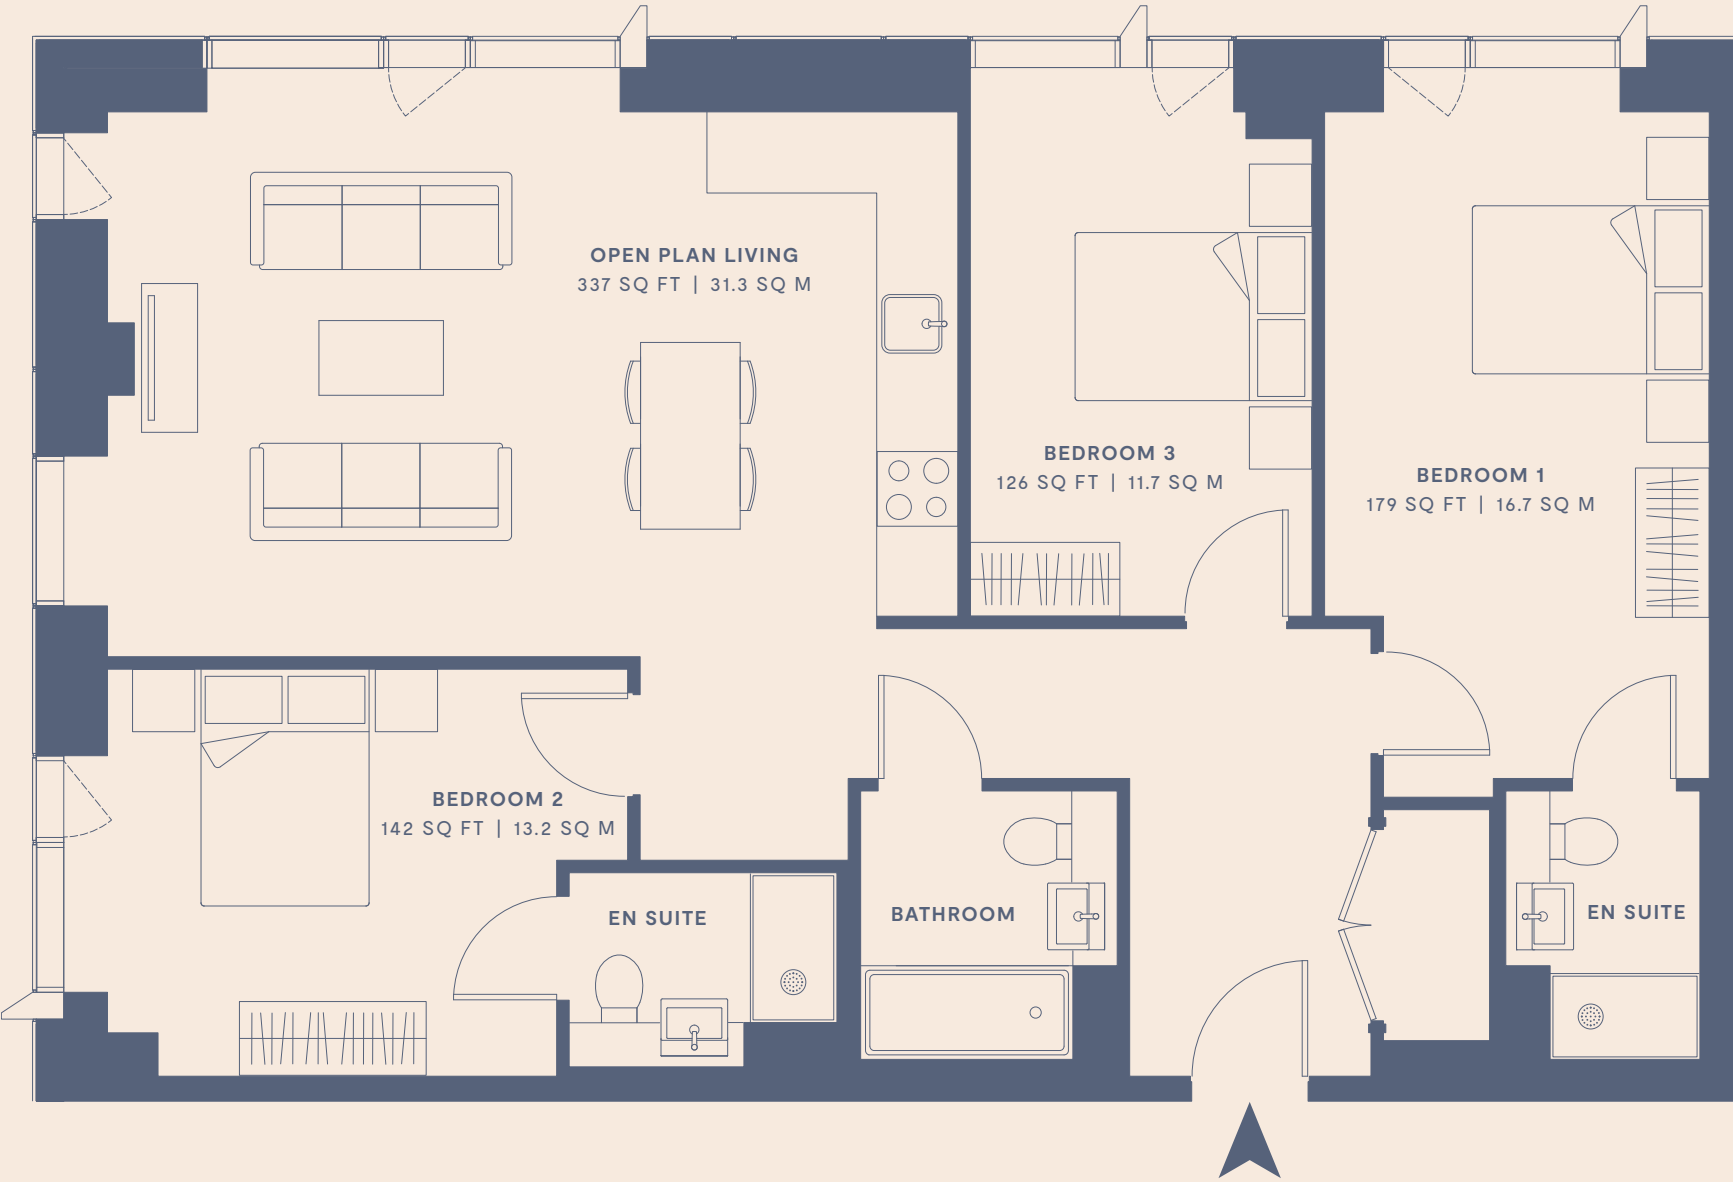 OPEN PLAN LIVING
337 SQ FT | 31.3 SQ M
BEDROOM 3
126 SQ FT | 11.7 SQ M
BEDROOM 1
179 SQ FT | 16.7 SQ M
BEDROOM 2
142 SQ FT | 13.2 SQ M
EN SUITE
BATHROOM
EN SUITE